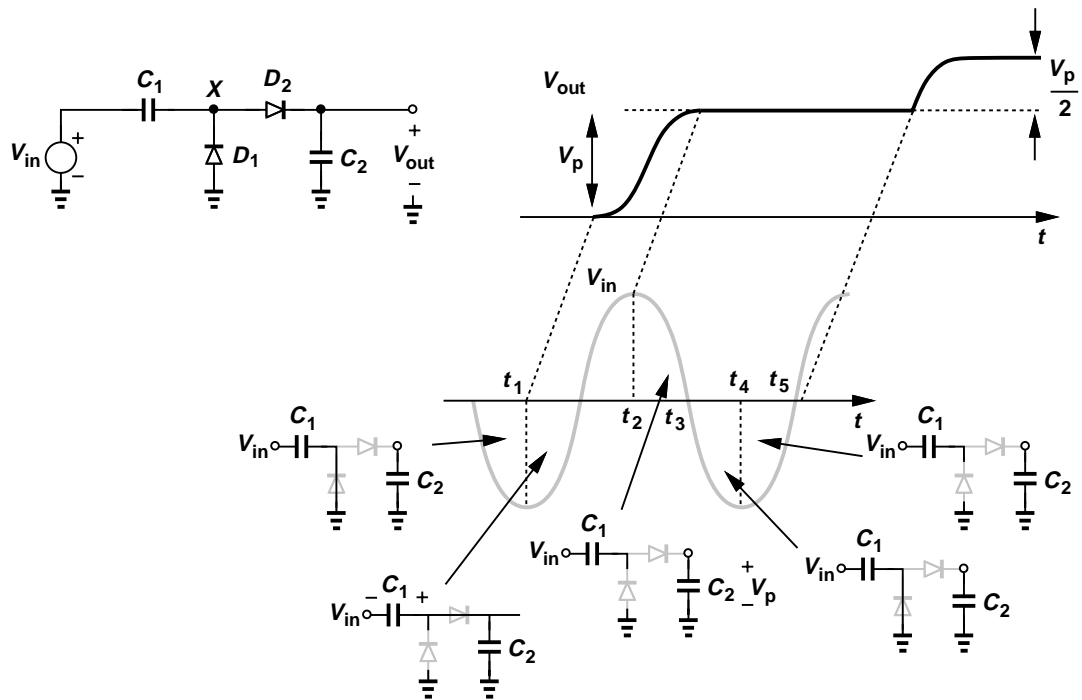 C1
X
D2
Vin
+
−
D1
C2
+
Vout
−
Vout
Vp
Vp
2
t
Vin
t1
t2
t3
t4
t5
t
C1
Vin
C2
− C1 +
Vin
C2
C1
Vin
C2
+
Vp
−
C1
Vin
C2
C1
Vin
C2